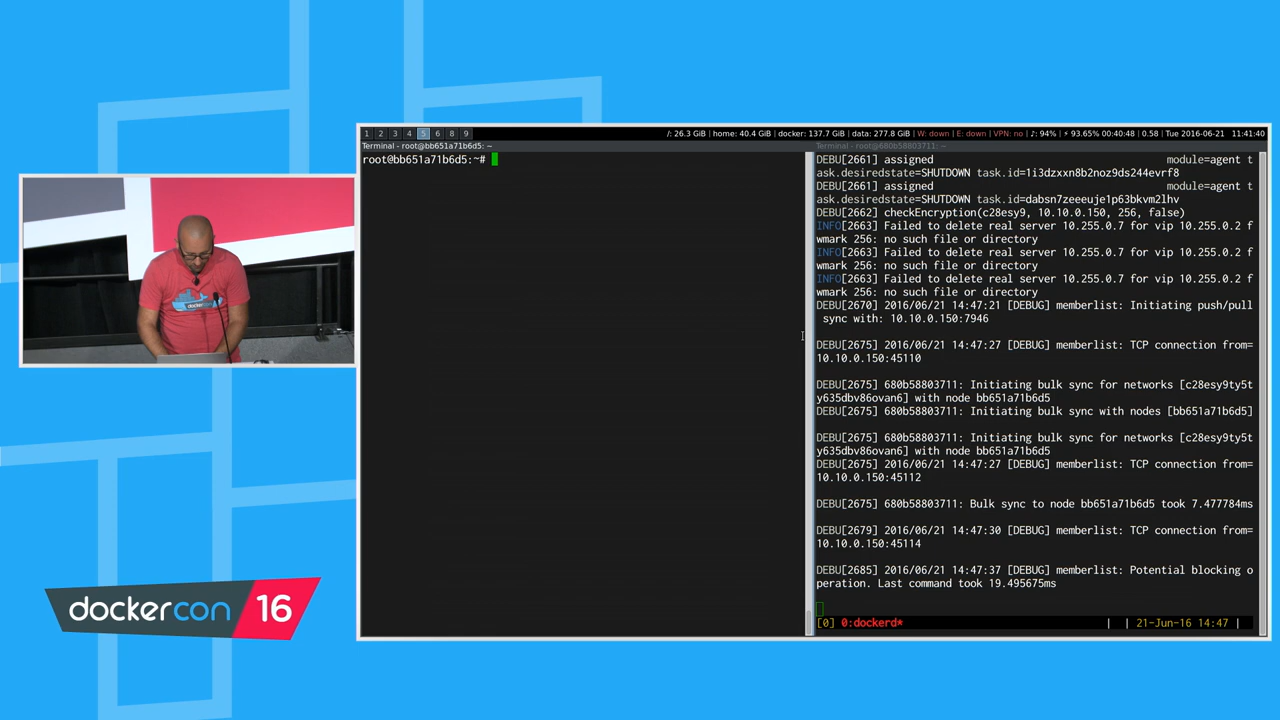 1 2 3 4 5 6 8 9
/: 26.3 GiB | home: 40.4 GiB | docker: 137.7 GiB | data: 277.8 GiB | W: down | E: down | VPN: no | ♪: 94% | ⚡ 93.65% 00:40:48 | 0.58 | Tue 2016-06-21 | 11:41:40
Terminal - root@bb651a71b6d5: ~
root@bb651a71b6d5:~#
Terminal - root@680b58803711: ~
DEBU[2661] assigned module=agent t
ask.desiredstate=SHUTDOWN task.id=1i3dzxxn8b2noz9ds244evrf8
DEBU[2661] assigned module=agent t
ask.desiredstate=SHUTDOWN task.id=dabsn7zeeeuje1p63bkvm2lhv
DEBU[2662] checkEncryption(c28esy9, 10.10.0.150, 256, false)
INFO[2663] Failed to delete real server 10.255.0.7 for vip 10.255.0.2 f
wmark 256: no such file or directory
INFO[2663] Failed to delete real server 10.255.0.7 for vip 10.255.0.2 f
wmark 256: no such file or directory
INFO[2663] Failed to delete real server 10.255.0.7 for vip 10.255.0.2 f
wmark 256: no such file or directory
DEBU[2670] 2016/06/21 14:47:21 [DEBUG] memberlist: Initiating push/pull
sync with: 10.10.0.150:7946
DEBU[2675] 2016/06/21 14:47:27 [DEBUG] memberlist: TCP connection from=
10.10.0.150:45110
DEBU[2675] 680b58803711: Initiating bulk sync for networks [c28esy9ty5t
y635dbv86ovan6] with node bb651a71b6d5
DEBU[2675] 680b58803711: Initiating bulk sync with nodes [bb651a71b6d5]
DEBU[2675] 680b58803711: Initiating bulk sync for networks [c28esy9ty5t
y635dbv86ovan6] with node bb651a71b6d5
DEBU[2675] 2016/06/21 14:47:27 [DEBUG] memberlist: TCP connection from=
10.10.0.150:45112
DEBU[2675] 680b58803711: Bulk sync to node bb651a71b6d5 took 7.477784ms
DEBU[2679] 2016/06/21 14:47:30 [DEBUG] memberlist: TCP connection from=
10.10.0.150:45114
DEBU[2685] 2016/06/21 14:47:37 [DEBUG] memberlist: Potential blocking o
peration. Last command took 19.495675ms
[0] 0:dockerd* | | 21-Jun-16 14:47 |
dockercon
dockercon 16